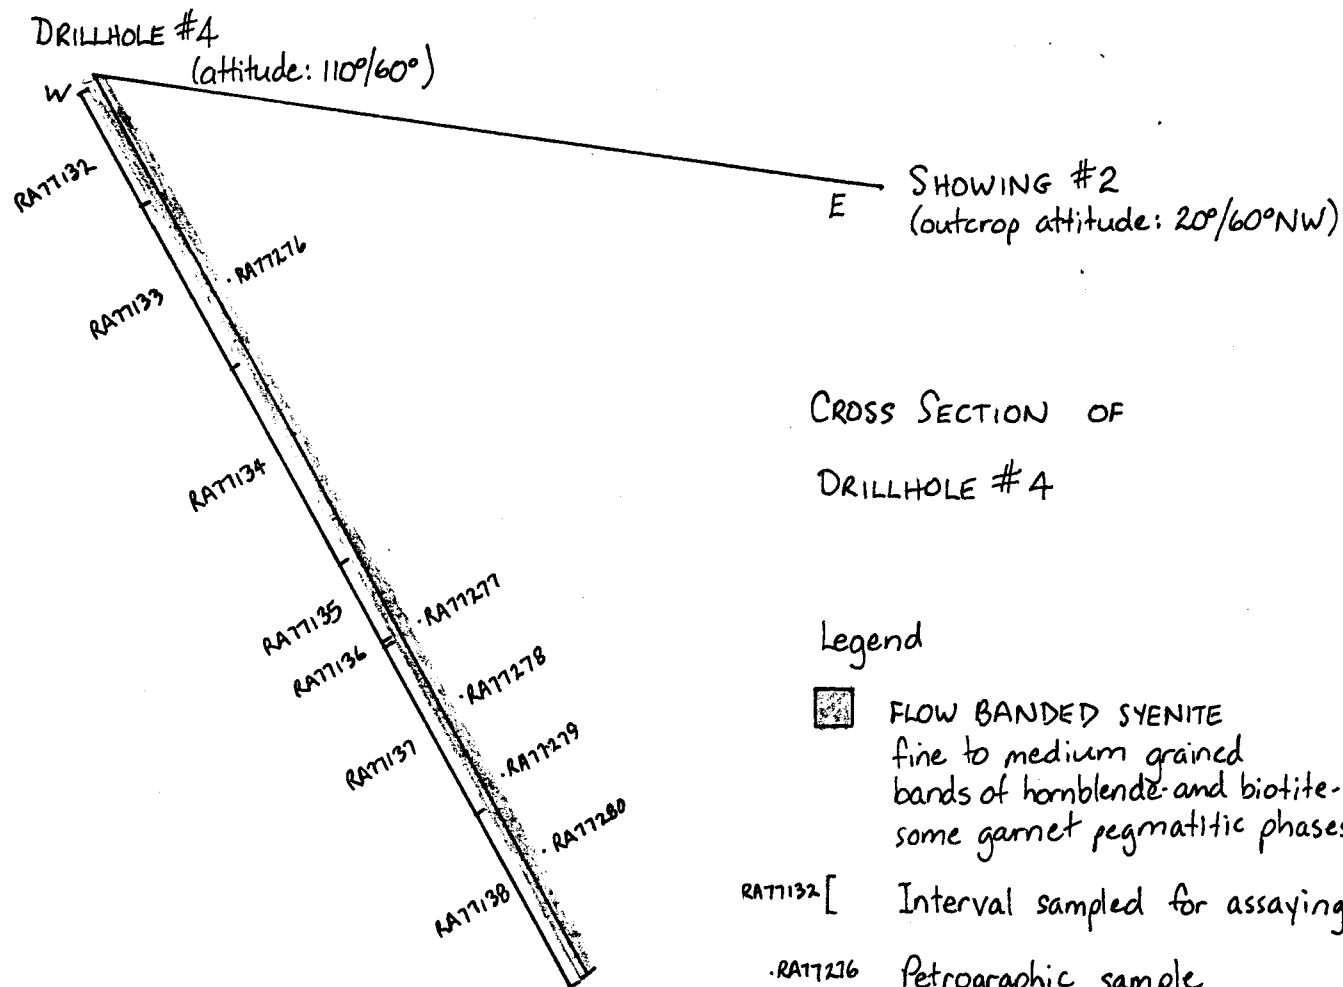 DRILLHOLE #4
(attitude: 110°/60°)
W
E
SHOWING #2
(outcrop attitude: 20°/60°NW)
RA77132
RA77276
RA77133
CROSS SECTION OF
DRILLHOLE #4
RA77134
RA77277
RA77135
RA77136
RA77278
RA77279
RA77137
RA77280
RA77138
Legend
FLOW BANDED SYENITE
fine to medium grained
bands of hornblende- and biotite-
some garnet pegmatitic phases
RA77132 [ Interval sampled for assaying
.RA77276 Petrographic sample